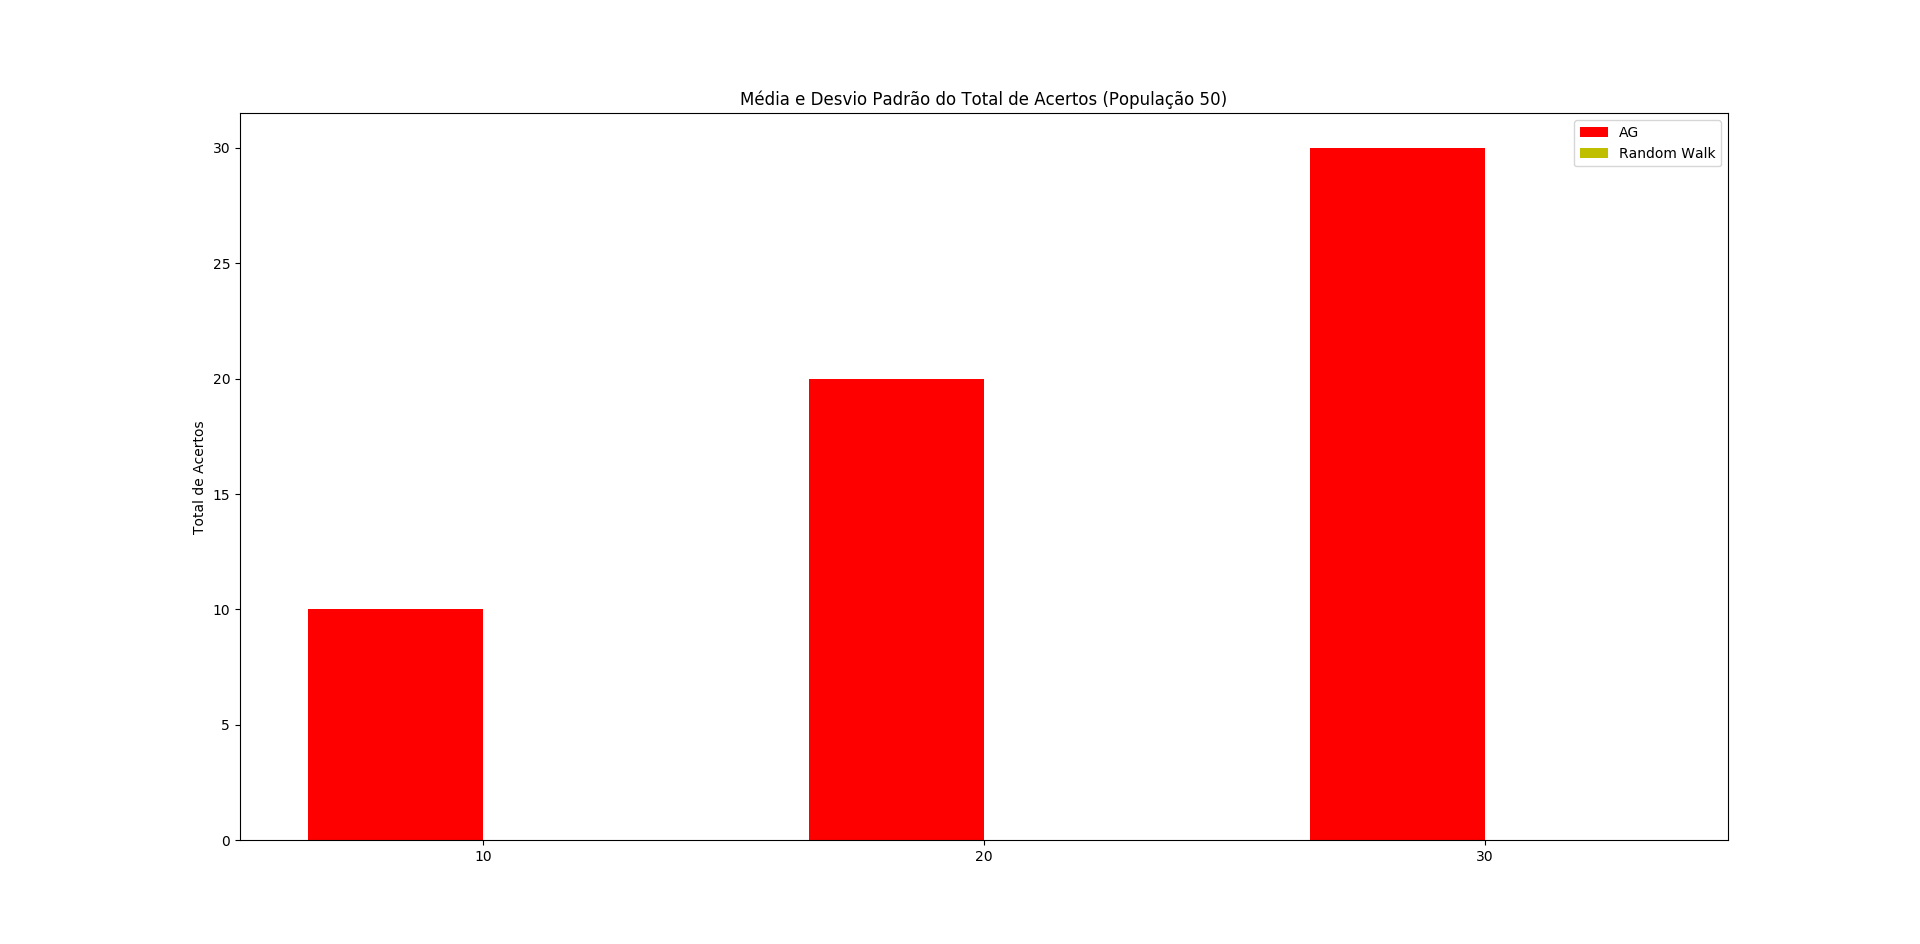 Média e Desvio Padrão do Total de Acertos (População 50)
AG
Random Walk
Total de Acertos
30
25
20
15
10
5
0
10
20
30